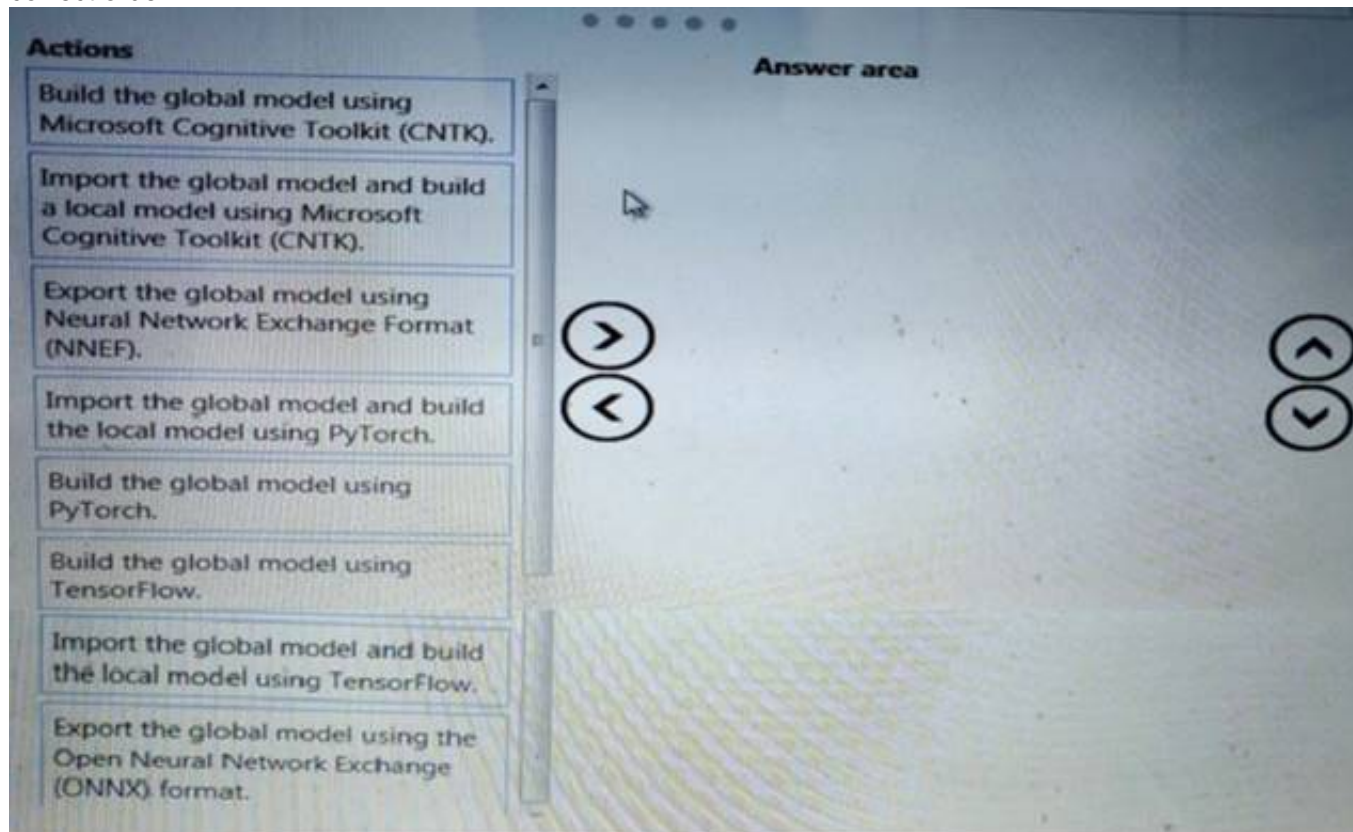 Actions
Answer area
Build the global model using
Microsoft Cognitive Toolkit (CNTK).
Import the global model and build
a local model using Microsoft
Cognitive Toolkit (CNTK).
Export the global model using
Neural Network Exchange Format
(NNEF).
Import the global model and build
the local model using PyTorch.
Build the global model using
PyTorch.
Build the global model using
TensorFlow.
Import the global model and build
the local model using TensorFlow.
Export the global model using the
Open Neural Network Exchange
(ONNX) format.